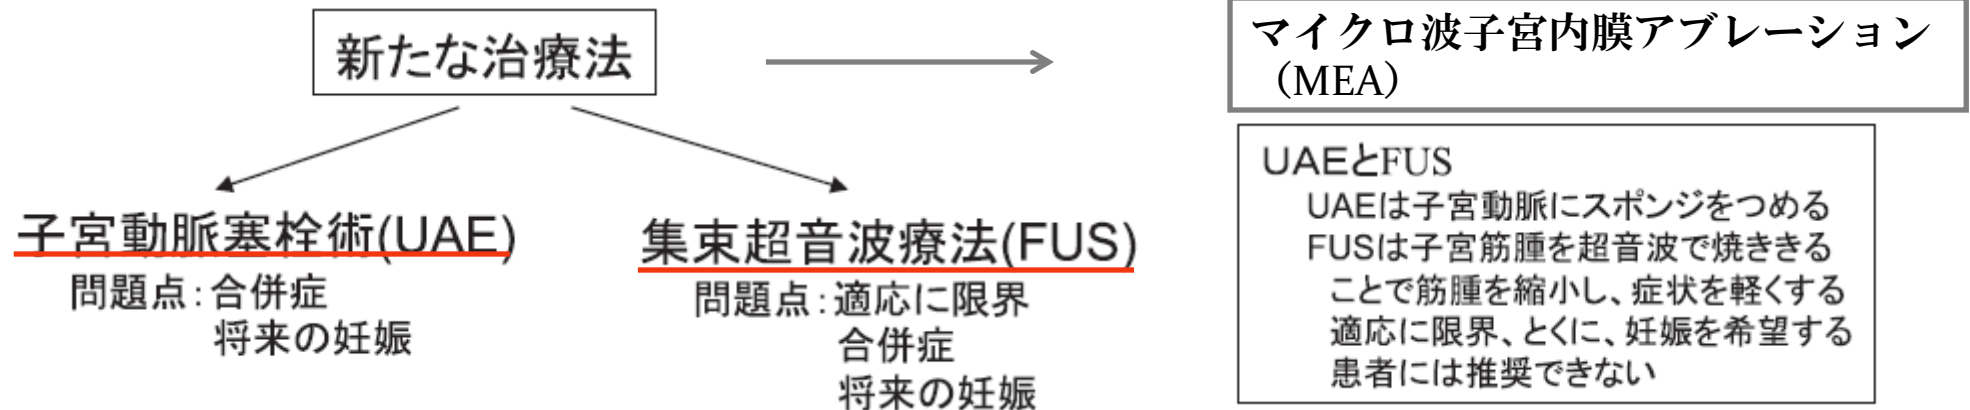 新たな治療法
マイクロ波子宮内膜アブレーション
（MEA）
子宮動脈塞栓術(UAE)
問題点：合併症
将来の妊娠
集束超音波療法(FUS)
問題点：適応に限界
合併症
将来の妊娠
UAEとFUS
UAEは子宮動脈にスポンジをつめる
FUSは子宮筋腫を超音波で焼ききる
ことで筋腫を縮小し、症状を軽くする
適応に限界、とくに、妊娠を希望する
患者には推奨できない